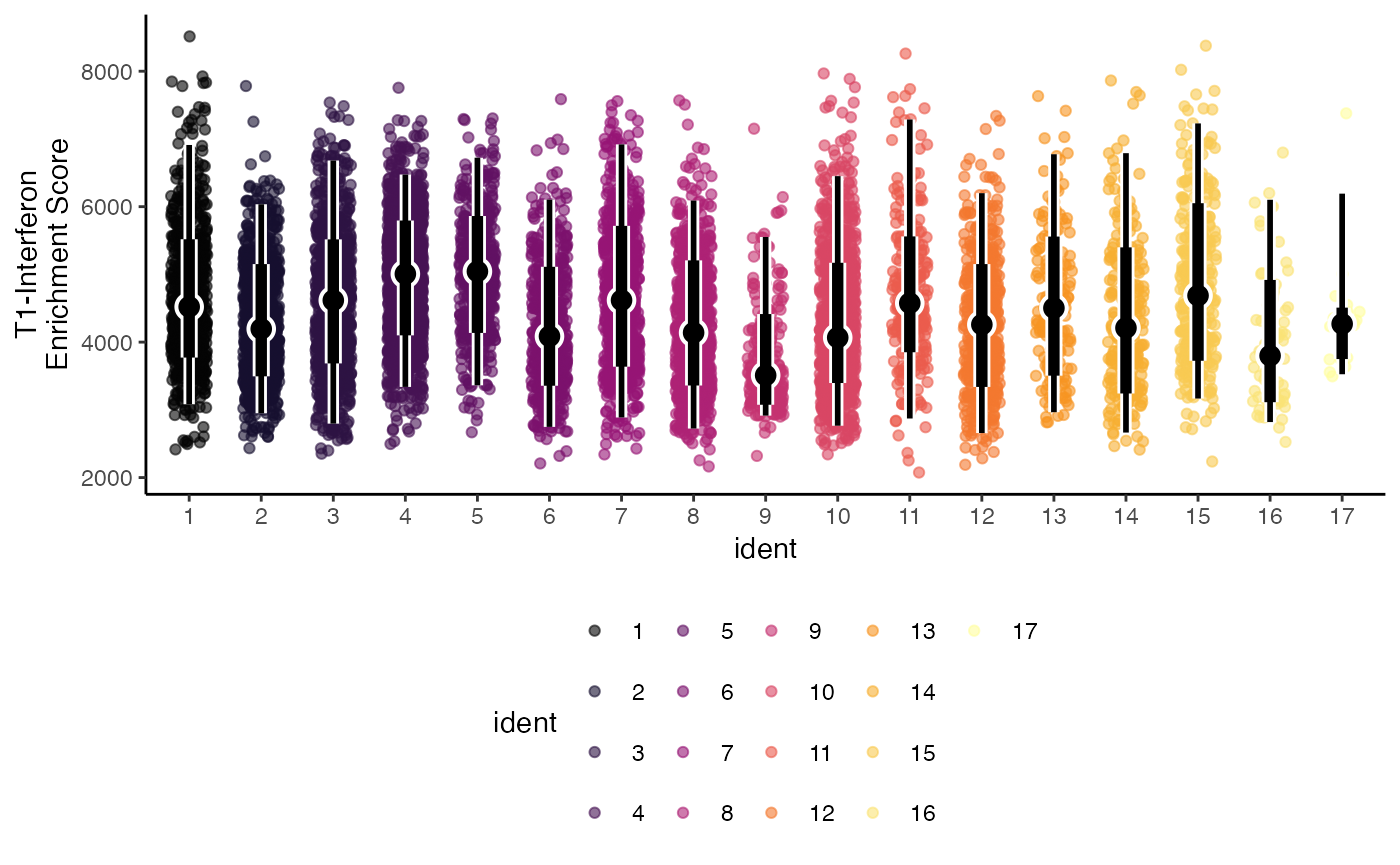 T1-Interferon
Enrichment Score
8000
6000
4000
2000
1 2 3 4 5 6 7 8 9 10 11 12 13 14 15 16 17
ident
ident
1 5 9 13 17
2 6 10 14
3 7 11 15
4 8 12 16